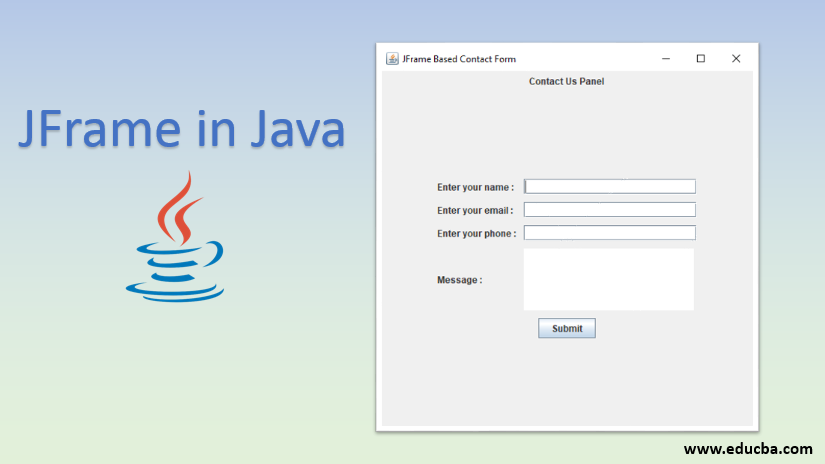 JFrame in Java
JFrame Based Contact Form
Contact Us Panel
Enter your name :
Enter your email :
Enter your phone :
Message :
Submit
www.educba.com